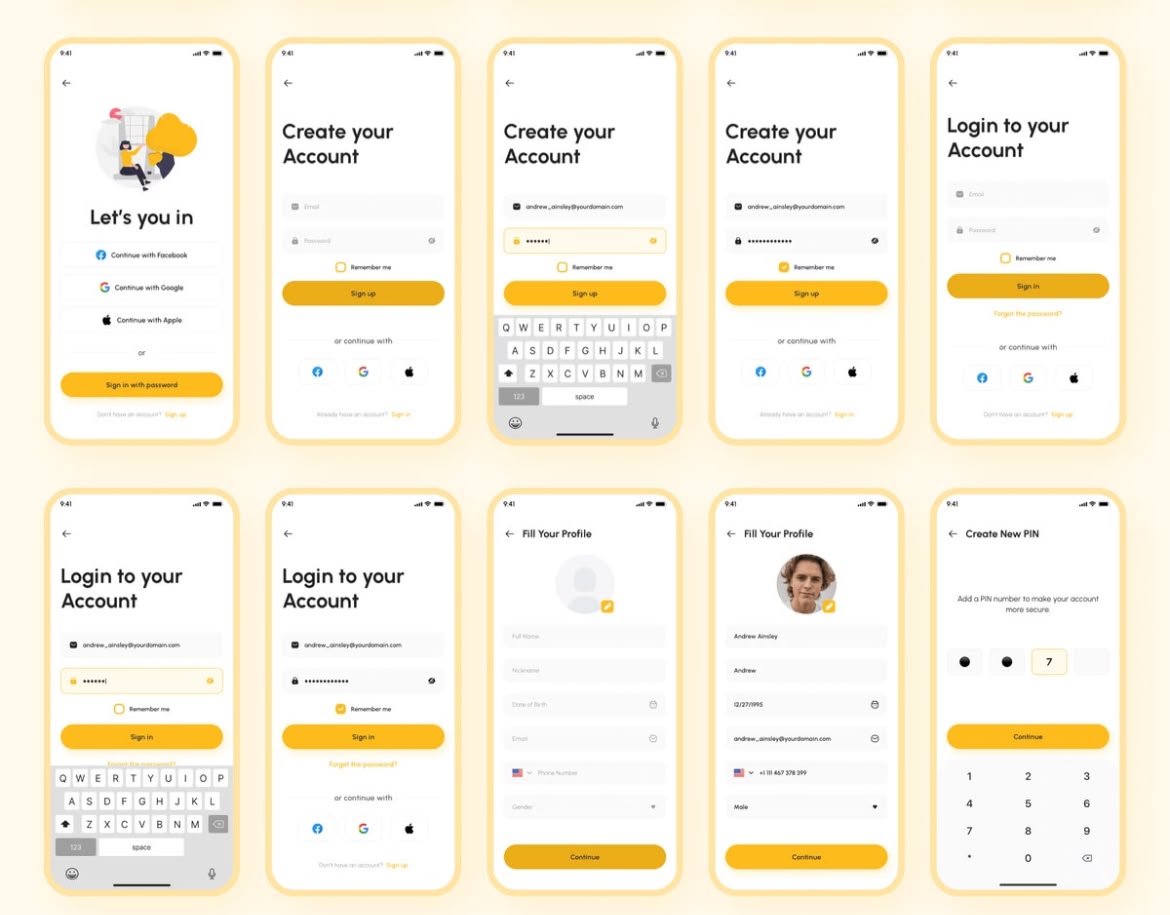 9:41
Let's you in
Continue with Facebook
Continue with Google
Continue with Apple
or
Sign in with password
Don't have an account? Sign up
9:41
Create your
Account
Email
Password
Remember me
Sign up
or continue with
Already have an account? Sign in
9:41
Create your
Account
andrew_ainsley@yourdomain.com
••••••
Remember me
Sign up
Q W E R T Y U I O P
A S D F G H J K L
Z X C V B N M
123 space
9:41
Create your
Account
andrew_ainsley@yourdomain.com
••••••••••••
Remember me
Sign up
or continue with
Already have an account? Sign in
9:41
Login to your
Account
Email
Password
Remember me
Sign in
Forgot the password?
or continue with
Don't have an account? Sign up
9:41
Login to your
Account
andrew_ainsley@yourdomain.com
••••••
Remember me
Sign in
Forgot the password?
Q W E R T Y U I O P
A S D F G H J K L
Z X C V B N M
123 space
9:41
Login to your
Account
andrew_ainsley@yourdomain.com
••••••••••••
Remember me
Sign in
Forget the password?
or continue with
Don't have an account? Sign up
9:41
Fill Your Profile
Full Name
Nickname
Date of Birth
Email
Phone Number
Gender
Continue
9:41
Fill Your Profile
Andrew Ainsley
Andrew
12/27/1995
andrew_ainsley@yourdomain.com
+1 111 467 378 399
Male
Continue
9:41
Create New PIN
Add a PIN number to make your account
more secure.
7
Continue
1 2 3
4 5 6
7 8 9
* 0